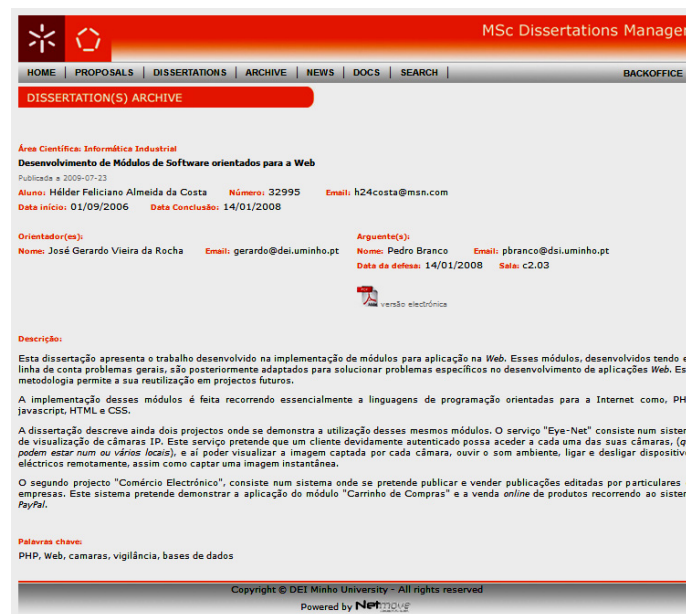 MSc Dissertations Manager
HOME | PROPOSALS | DISSERTATIONS | ARCHIVE | NEWS | DOCS | SEARCH | BACKOFFICE
DISSERTATION(S) ARCHIVE
Área Científica: Informática Industrial
Desenvolvimento de Módulos de Software orientados para a Web
Publicada a 2009-07-23
Aluno: Hélder Feliciano Almeida da Costa Número: 32995 Email: h24costa@msn.com
Data início: 01/09/2006 Data Conclusão: 14/01/2008
Orientador(es): Arguente(s):
Nome: José Gerardo Vieira da Rocha Email: gerardo@dei.uminho.pt Nome: Pedro Branco Email: pbranco@dsi.uminho.pt
Data da defesa: 14/01/2008 Sala: c2.03
versão electrónica
Descrição:
Esta dissertação apresenta o trabalho desenvolvido na implementação de módulos para aplicação na Web. Esses módulos, desenvolvidos tendo e
linha de conta problemas gerais, são posteriormente adaptados para solucionar problemas específicos no desenvolvimento de aplicações Web. Es
metodologia permite a sua reutilização em projectos futuros.
A implementação desses módulos é feita recorrendo essencialmente a linguagens de programação orientadas para a Internet como, PH
javascript, HTML e CSS.
A dissertação descreve ainda dois projectos onde se demonstra a utilização desses mesmos módulos. O serviço "Eye-Net" consiste num sistem
de visualização de câmaras IP. Este serviço pretende que um cliente devidamente autenticado possa aceder a cada uma das suas câmaras, (q
podem estar num ou vários locais), e aí poder visualizar a imagem captada por cada câmara, ouvir o som ambiente, ligar e desligar dispositiv
eléctricos remotamente, assim como captar uma imagem instantânea.
O segundo projecto "Comércio Electrónico", consiste num sistema onde se pretende publicar e vender publicações editadas por particulares
empresas. Este sistema pretende demonstrar a aplicação do módulo "Carrinho de Compras" e a venda online de produtos recorrendo ao sistem
PayPal.
Palavras chave:
PHP, Web, camaras, vigilância, bases de dados
Copyright © DEI Minho University - All rights reserved
Powered by Netmove